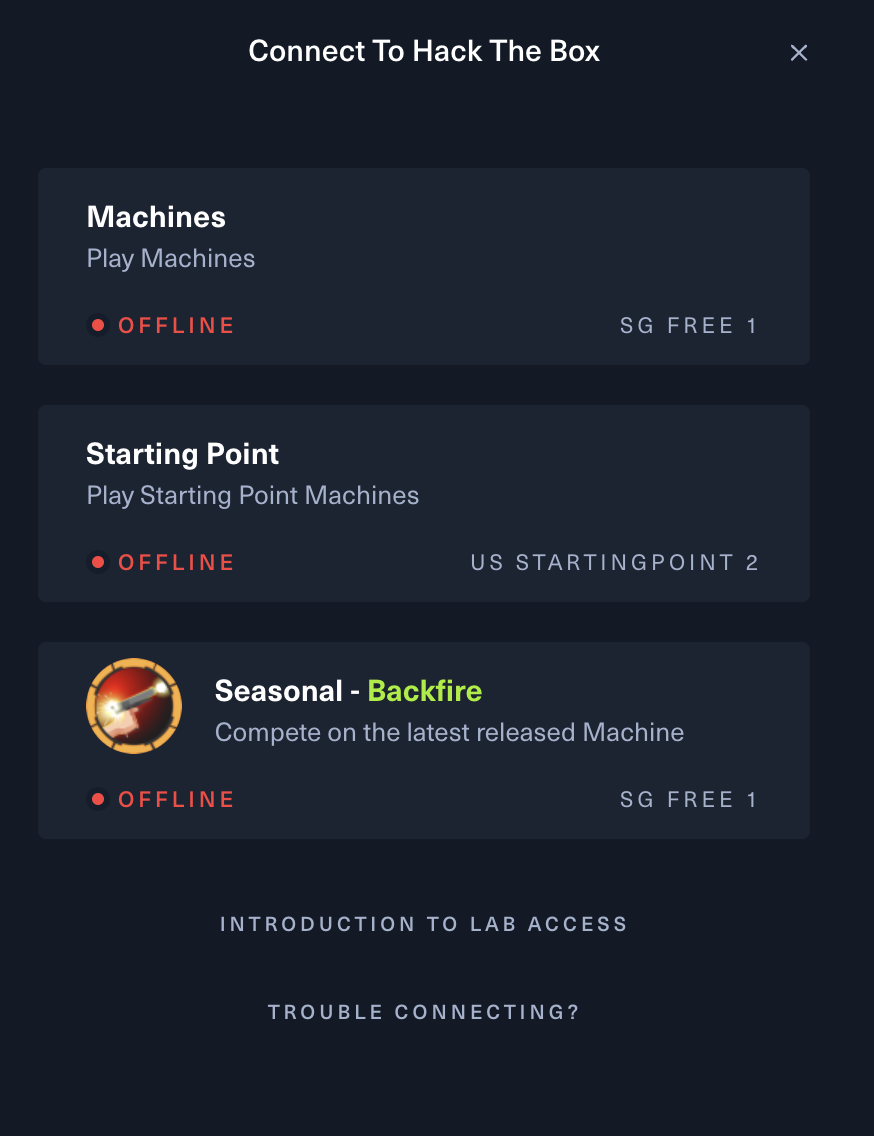 Connect To Hack The Box
Machines
Play Machines
OFFLINE
SG FREE 1
Starting Point
Play Starting Point Machines
OFFLINE
US STARTINGPOINT 2
Seasonal - Backfire
Compete on the latest released Machine
OFFLINE
SG FREE 1
INTRODUCTION TO LAB ACCESS
TROUBLE CONNECTING?